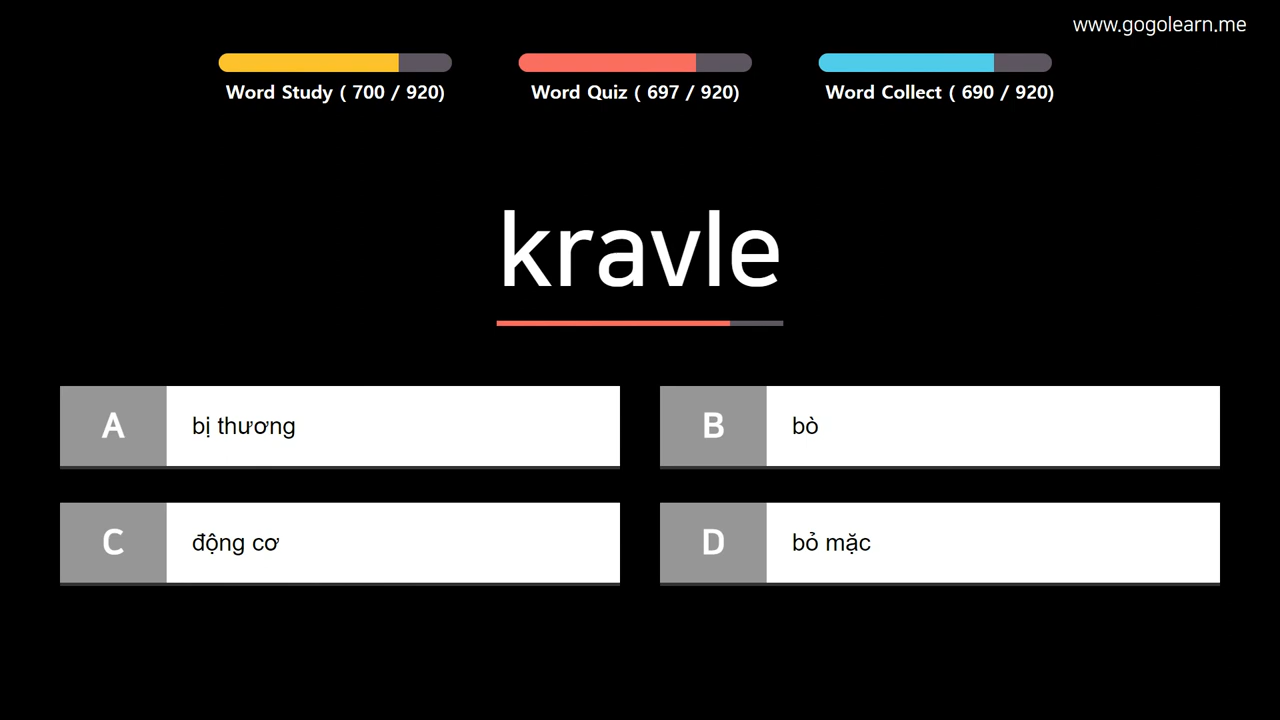 www.gogolearn.me
Word Study ( 700 / 920)
Word Quiz ( 697 / 920)
Word Collect ( 690 / 920)
kravle
A bị thương
B bò
C động cơ
D bỏ mặc